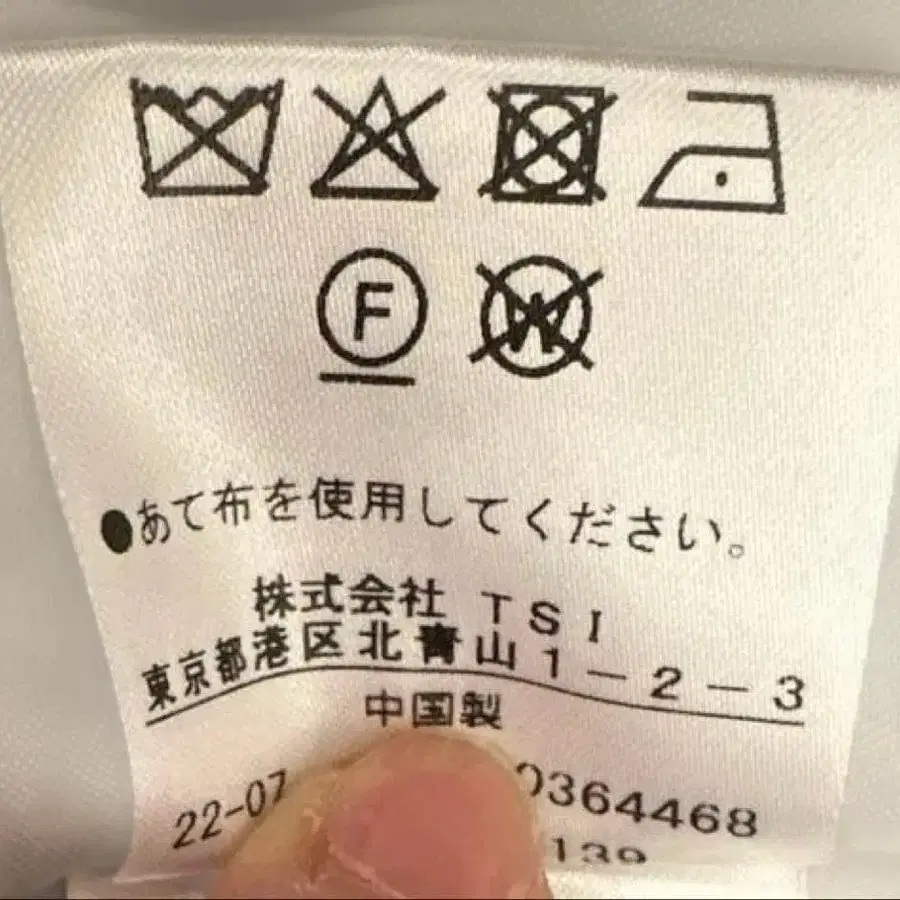 F W
●あて布を使用してください。
株式会社 TSI
東京都港区北青山1-2-3
中国製
22-07 0364468
139